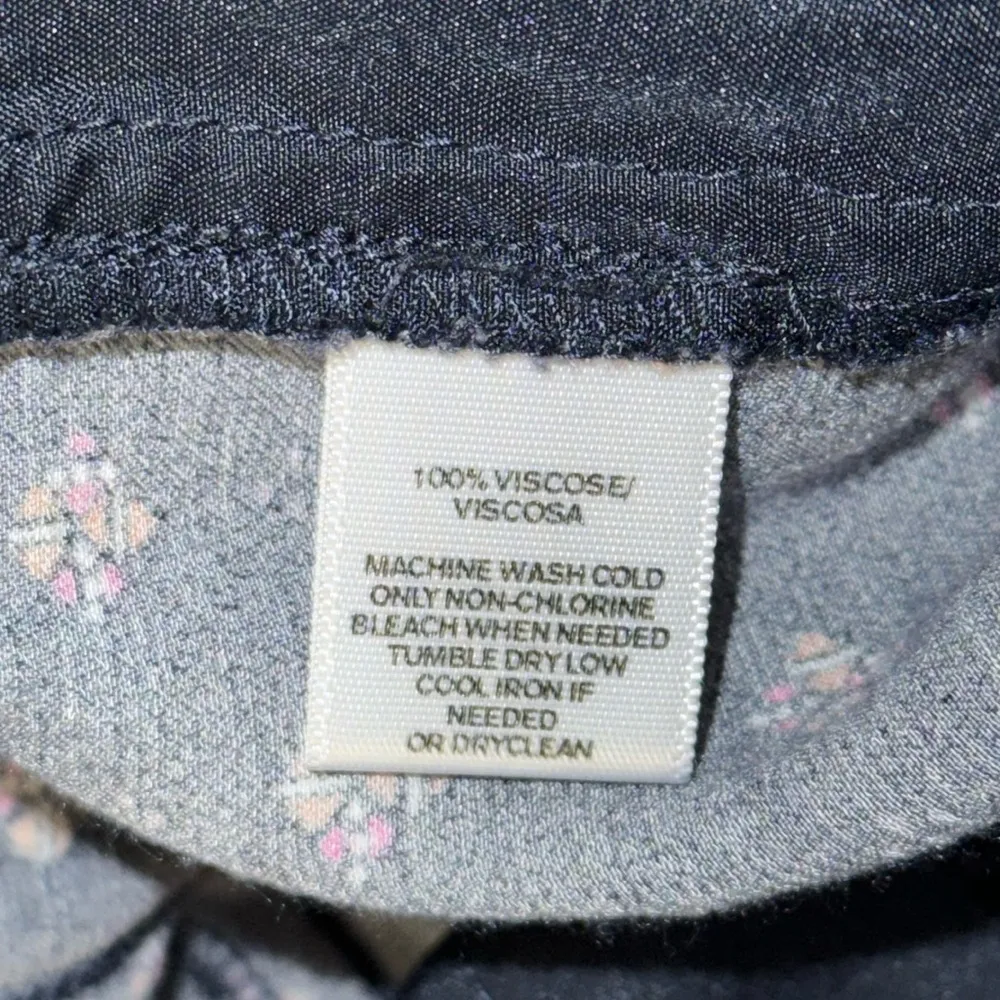 100% VISCOSE/
VISCOSA
MACHINE WASH COLD
ONLY NON-CHLORINE
BLEACH WHEN NEEDED
TUMBLE DRY LOW
COOL IRON IF
NEEDED
OR DRYCLEAN